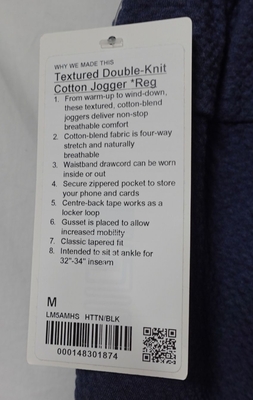 WHY WE MADE THIS
Textured Double-Knit
Cotton Jogger *Reg
1. From warm-up to wind-down,
these textured, cotton-blend
joggers deliver non-stop
breathable comfort
2. Cotton-blend fabric is four-way
stretch and naturally
breathable
3. Waistband drawcord can be worn
inside or out
4. Secure zippered pocket to store
your phone and cards
5. Centre-back tape works as a
locker loop
6. Gusset is placed to allow
increased mobility
7. Classic tapered fit
8. Intended to sit at ankle for
32"-34" inseam
M
LM5AMHS HTTN/BLK
000148301874